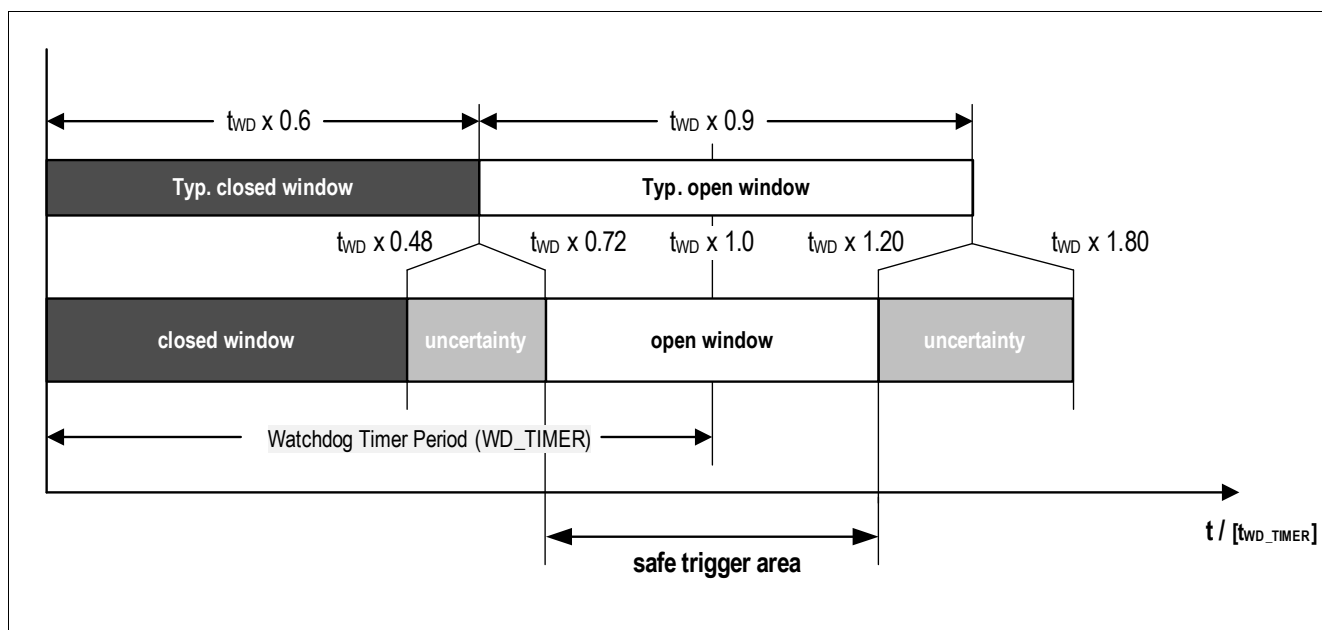 tWD x 0.6
tWD x 0.9
Typ. closed window
Typ. open window
tWD x 0.48
tWD x 0.72
tWD x 1.0
tWD x 1.20
tWD x 1.80
closed window
uncertainty
open window
uncertainty
Watchdog Timer Period (WD_TIMER)
t / [tWD_TIMER]
safe trigger area